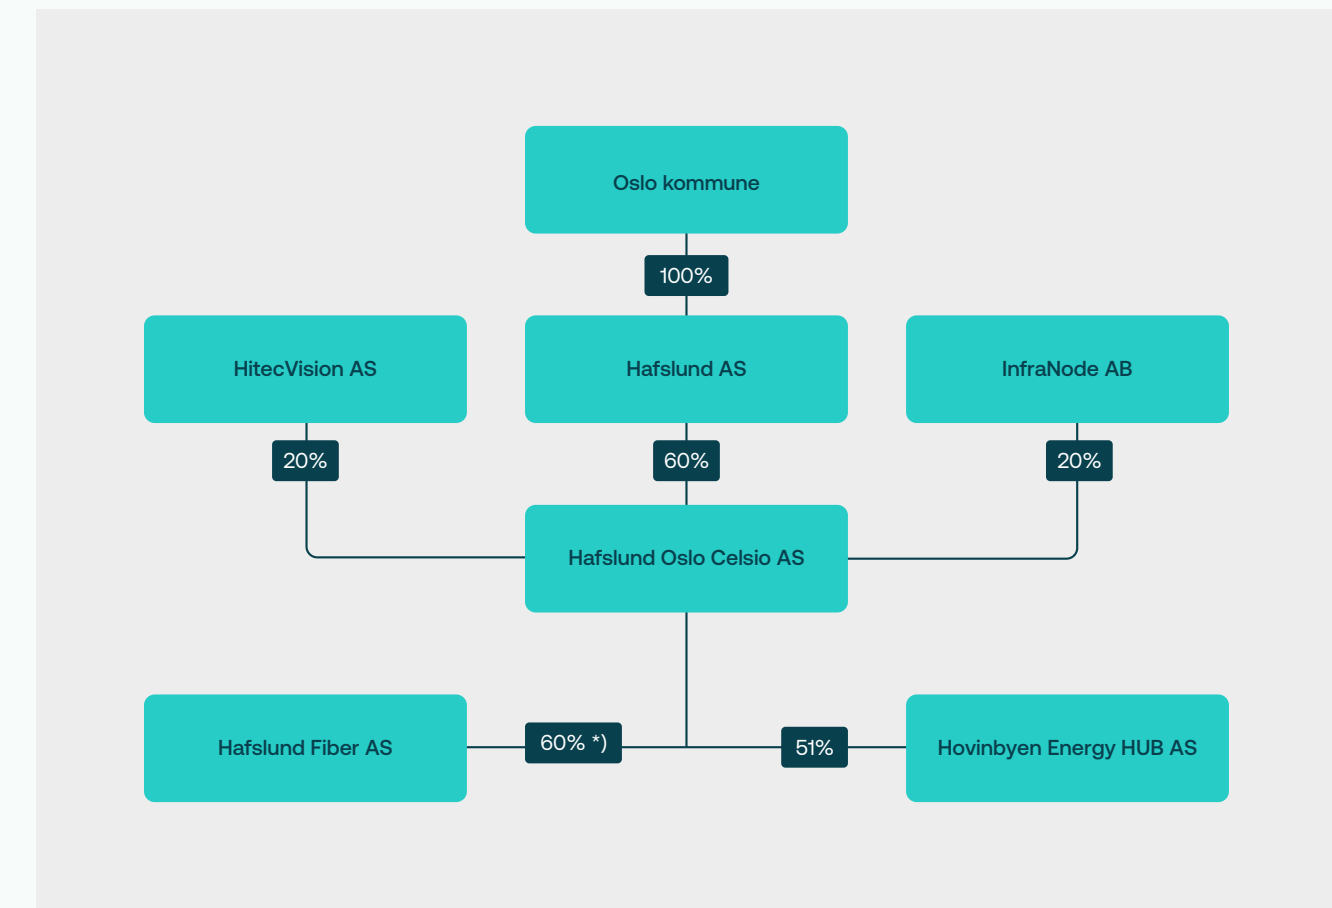 Oslo kommune
100%
HitecVision AS
Hafslund AS
InfraNode AB
20%
60%
20%
Hafslund Oslo Celsio AS
Hafslund Fiber AS
60% *)
51%
Hovinbyen Energy HUB AS